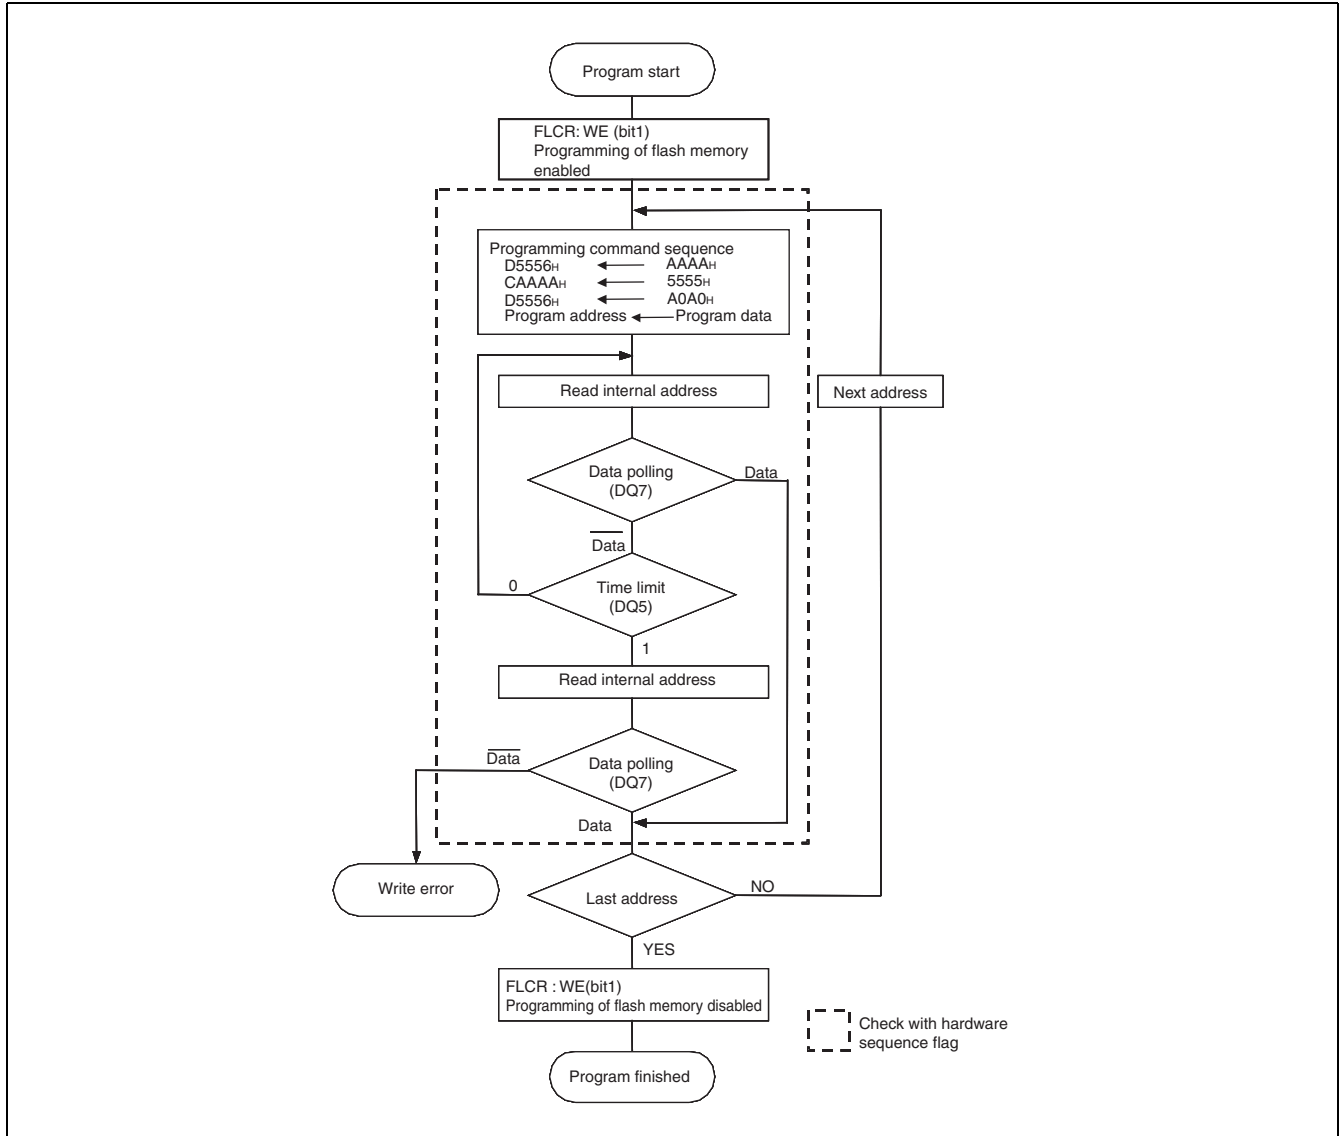 Program start
FLCR: WE (bit1)
Programming of flash memory
enabled
Programming command sequence
D5556H AAAAH
CAAAAH 5555H
D5556H A0A0H
Program address Program data
Read internal address
Next address
Data polling
(DQ7)
Data
Data
Time limit
(DQ5)
0
1
Read internal address
Data
Data polling
(DQ7)
Data
Write error
Last address
NO
YES
FLCR : WE(bit1)
Programming of flash memory disabled
Check with hardware
sequence flag
Program finished